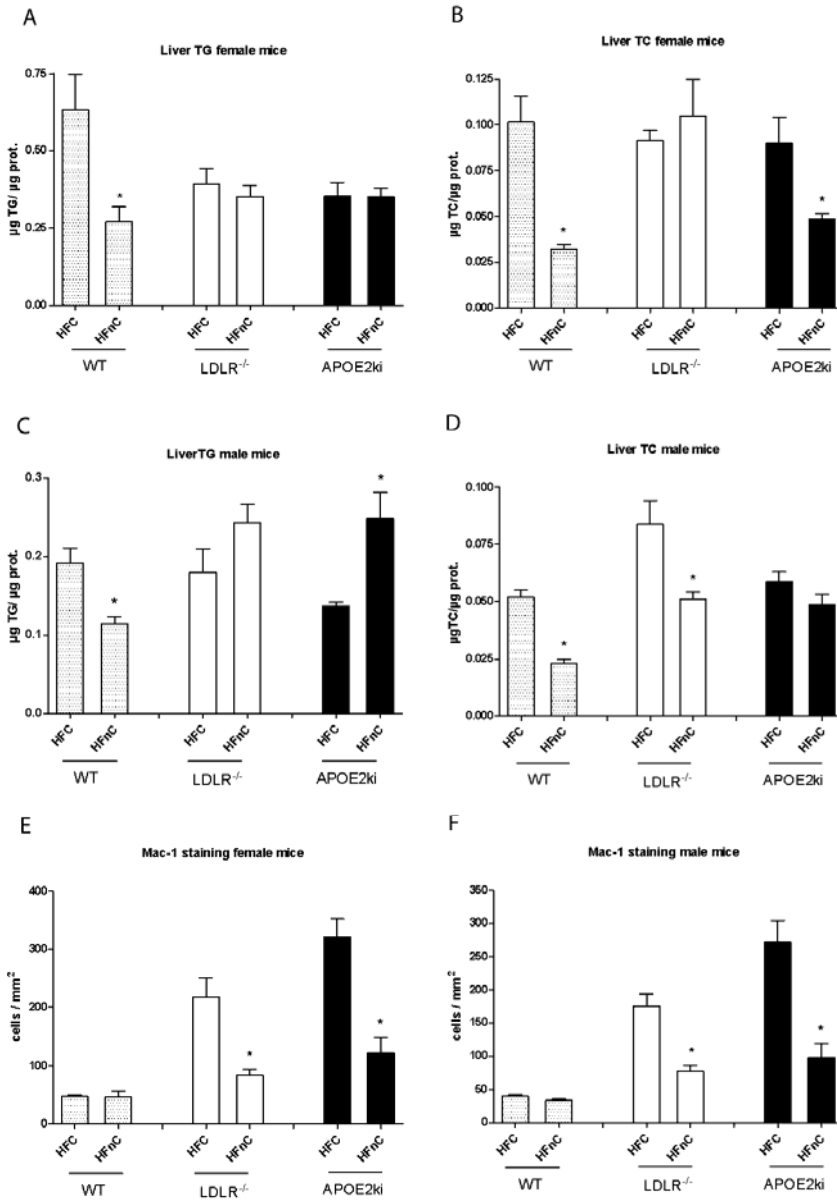 A
Liver TG female mice
µg TG/ µg prot.
0.75
0.50
0.25
0.00
*
HFC HFnC HFC HFnC HFC HFnC
WT LDLR-/- APOE2ki
B
Liver TC female mice
µg TC/µg prot.
0.125
0.100
0.075
0.050
0.025
0.000
* *
HFC HFnC HFC HFnC HFC HFnC
WT LDLR-/- APOE2ki
C
LiverTG male mice
µg TG/ µg prot.
0.3
0.2
0.1
0.0
* *
HFC HFnC HFC HFnC HFC HFnC
WT LDLR-/- APOE2ki
D
Liver TC male mice
µgTC/µg prot.
0.100
0.075
0.050
0.025
0.000
* *
HFC HFnC HFC HFnC HFC HFnC
WT LDLR-/- APOE2ki
E
Mac-1 staining female mice
cells / mm²
400
300
200
100
0
* *
HFC HFnC HFC HFnC HFC HFnC
WT LDLR-/- APOE2ki
F
Mac-1 staining male mice
cells / mm²
350
300
250
200
150
100
50
0
* *
HFC HFnC HFC HFnC HFC HFnC
WT LDLR-/- APOE2ki